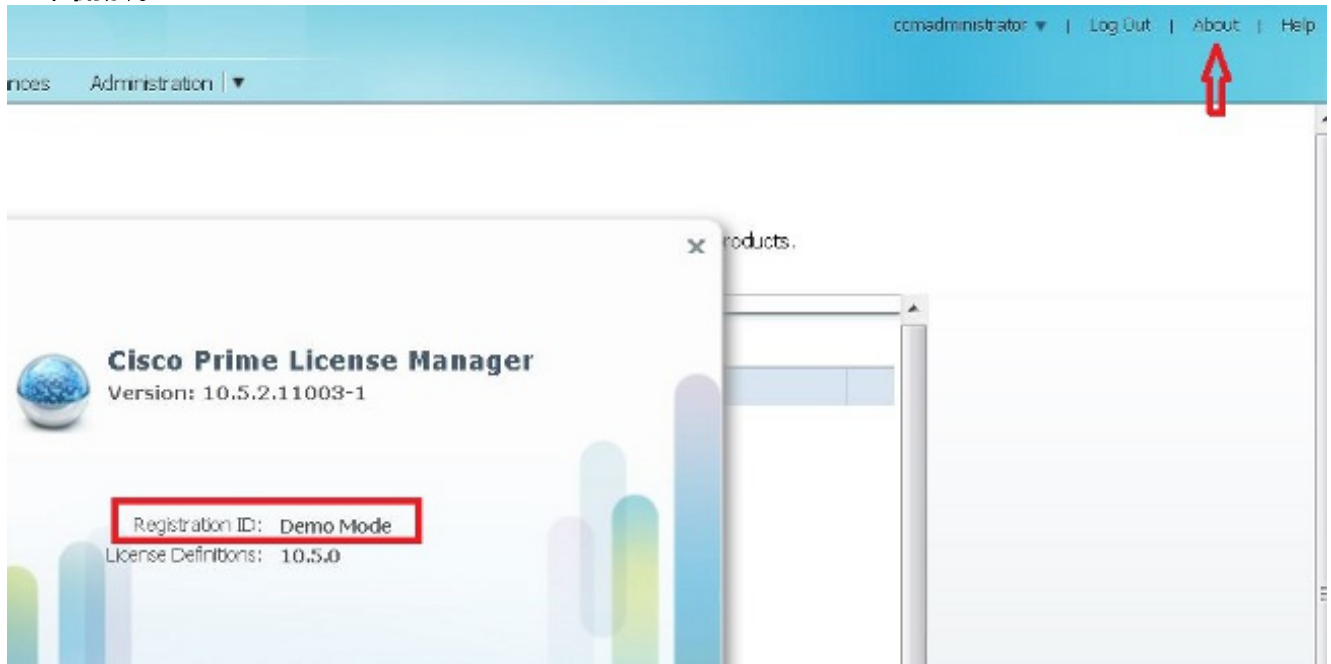 ccmadministrator ▼ | Log Out | About | Help
nces Administration | ▼
roducts.
x
Cisco Prime License Manager
Version: 10.5.2.11003-1
Registration ID: Demo Mode
License Definitions: 10.5.0